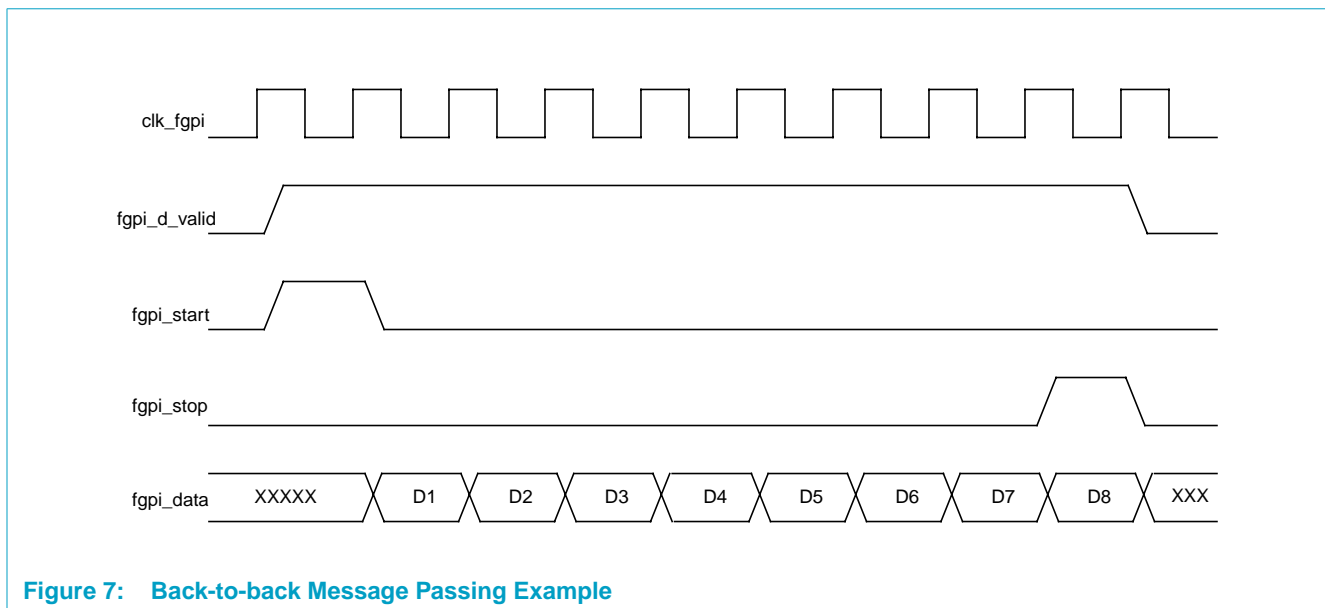 clk_fgpi
fgpi_d_valid
fgpi_start
fgpi_stop
fgpi_data XXXXX D1 D2 D3 D4 D5 D6 D7 D8 XXX
Figure 7: Back-to-back Message Passing Example